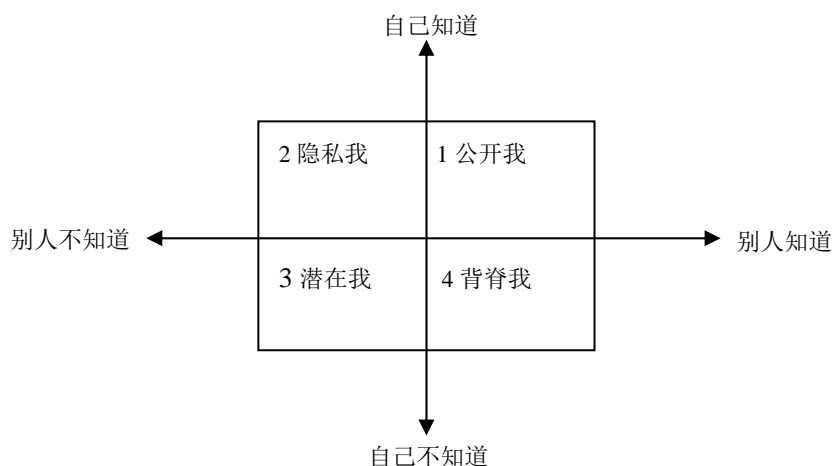 自己知道
2 隐私我
1 公开我
别人不知道
别人知道
3 潜在我
4 背脊我
自己不知道